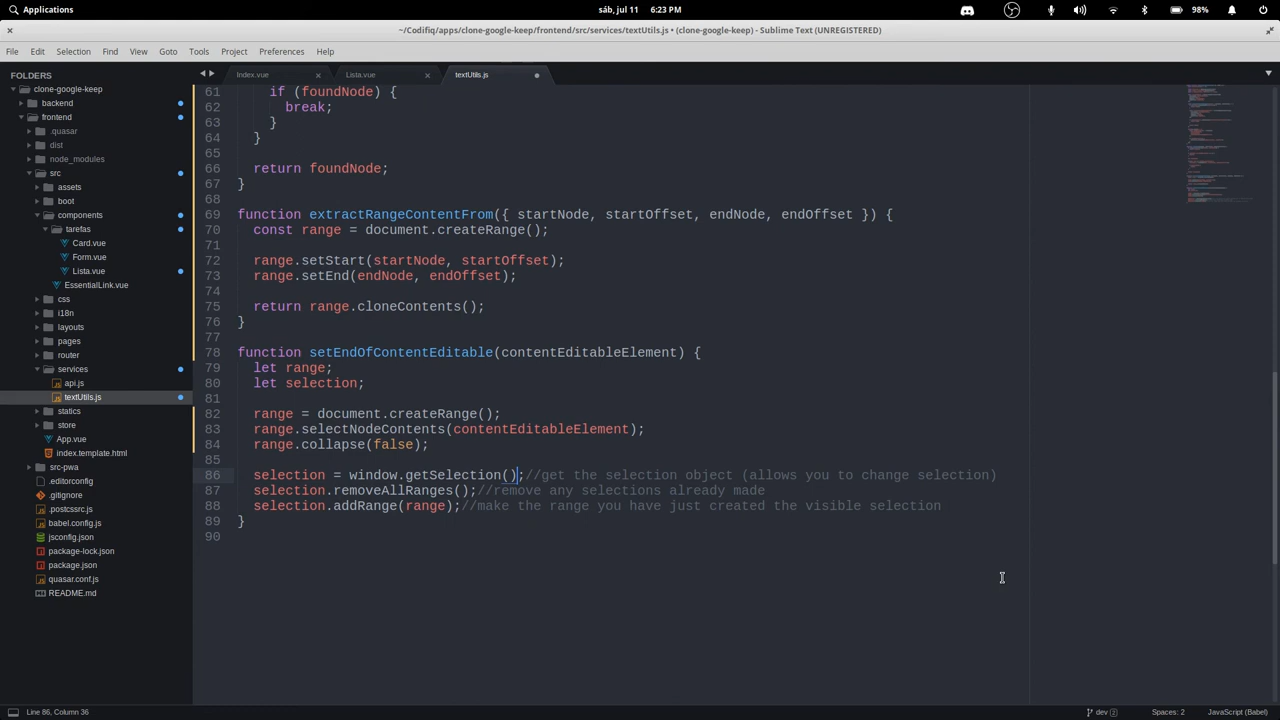 Applications
sáb, jul 11 6:23 PM
98%
~/Codifiq/apps/clone-google-keep/frontend/src/services/textUtils.js • (clone-google-keep) - Sublime Text (UNREGISTERED)
File Edit Selection Find View Goto Tools Project Preferences Help
FOLDERS
clone-google-keep
backend
frontend
.quasar
dist
node_modules
src
assets
boot
components
tarefas
Card.vue
Form.vue
Lista.vue
EssentialLink.vue
css
i18n
layouts
pages
router
services
api.js
textUtils.js
statics
store
App.vue
index.template.html
src-pwa
.editorconfig
.gitignore
.postcssrc.js
babel.config.js
jsconfig.json
package-lock.json
package.json
quasar.conf.js
README.md
Index.vue Lista.vue textUtils.js
61 if (foundNode) {
62 break;
63 }
64 }
65
66 return foundNode;
67 }
68
69 function extractRangeContentFrom({ startNode, startOffset, endNode, endOffset }) {
70 const range = document.createRange();
71
72 range.setStart(startNode, startOffset);
73 range.setEnd(endNode, endOffset);
74
75 return range.cloneContents();
76 }
77
78 function setEndOfContentEditable(contentEditableElement) {
79 let range;
80 let selection;
81
82 range = document.createRange();
83 range.selectNodeContents(contentEditableElement);
84 range.collapse(false);
85
86 selection = window.getSelection();//get the selection object (allows you to change selection)
87 selection.removeAllRanges();//remove any selections already made
88 selection.addRange(range);//make the range you have just created the visible selection
89 }
90
Line 86, Column 36
dev 2 Spaces: 2 JavaScript (Babel)